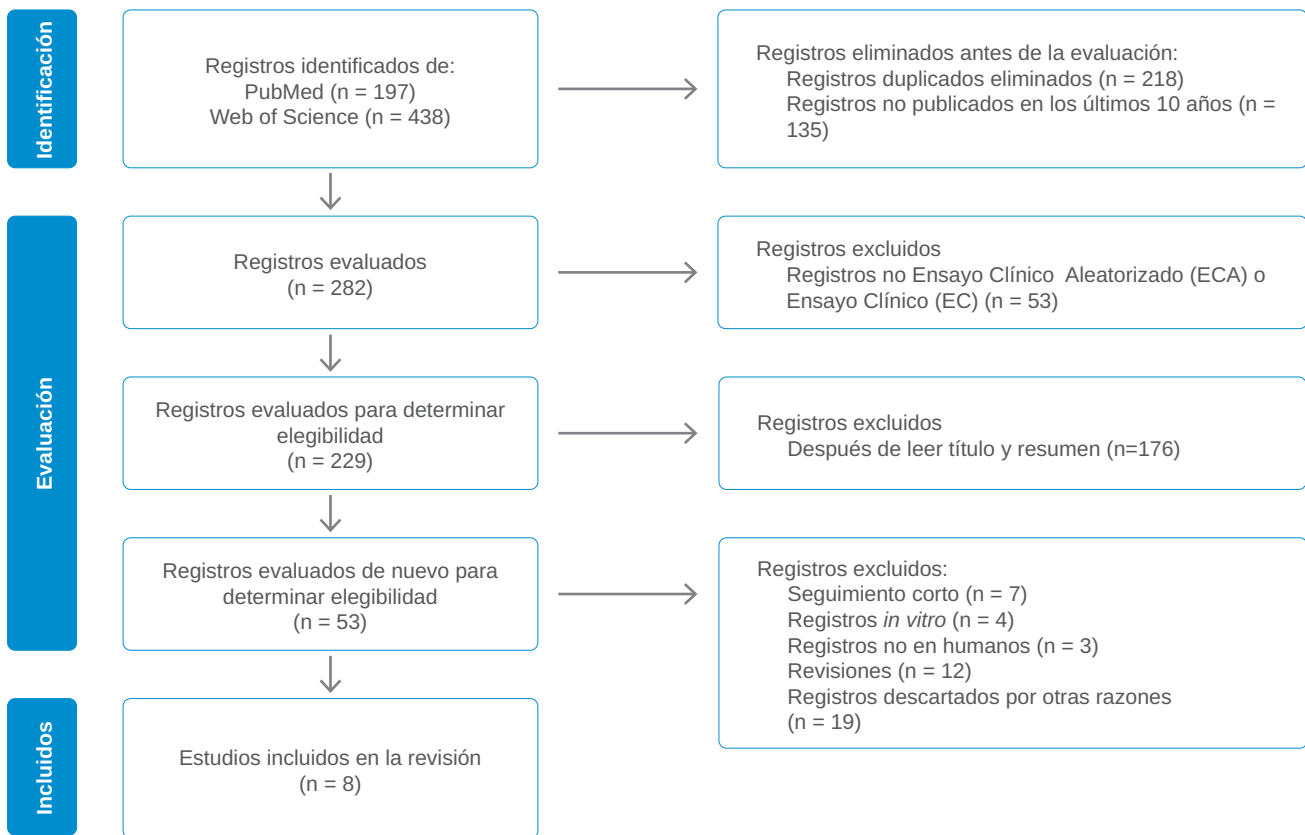 Identificación
Registros identificados de:
PubMed (n = 197)
Web of Science (n = 438)
Registros eliminados antes de la evaluación:
Registros duplicados eliminados (n = 218)
Registros no publicados en los últimos 10 años (n =
135)
Evaluación
Registros evaluados
(n = 282)
Registros excluidos
Registros no Ensayo Clínico Aleatorizado (ECA) o
Ensayo Clínico (EC) (n = 53)
Registros evaluados para determinar
elegibilidad
(n = 229)
Registros excluidos
Después de leer título y resumen (n=176)
Registros evaluados de nuevo para
determinar elegibilidad
(n = 53)
Registros excluidos:
Seguimiento corto (n = 7)
Registros in vitro (n = 4)
Registros no en humanos (n = 3)
Revisiones (n = 12)
Registros descartados por otras razones
(n = 19)
Incluidos
Estudios incluidos en la revisión
(n = 8)